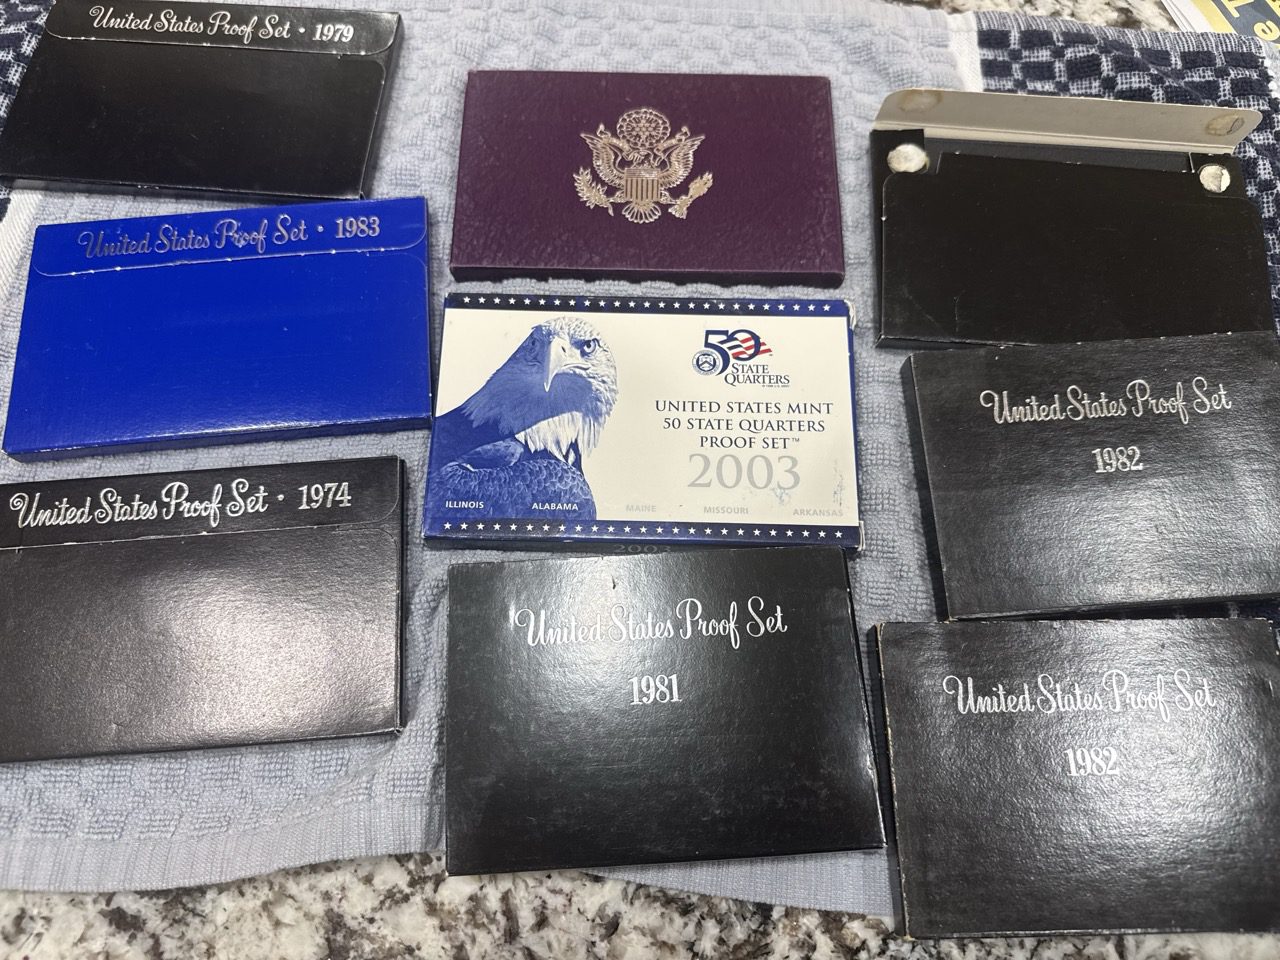 United States Proof Set · 1979
United States Proof Set · 1983
United States Proof Set · 1974
50
STATE
QUARTERS
UNITED STATES MINT
50 STATE QUARTERS
PROOF SET™
2003
ILLINOIS ALABAMA MAINE MISSOURI ARKANSAS
2003
United States Proof Set
1981
United States Proof Set
1982
United States Proof Set
1982